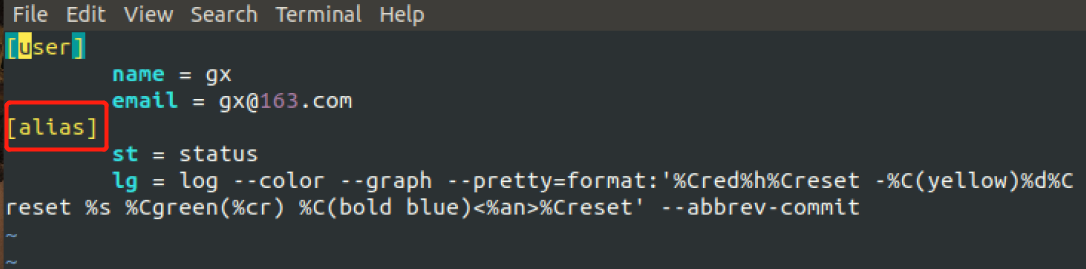 File Edit View Search Terminal Help
[user]
name = gx
email = gx@163.com
[alias]
st = status
lg = log --color --graph --pretty=format:'%Cred%h%Creset -%C(yellow)%d%C
reset %s %Cgreen(%cr) %C(bold blue)<%an>%Creset' --abbrev-commit
~
~